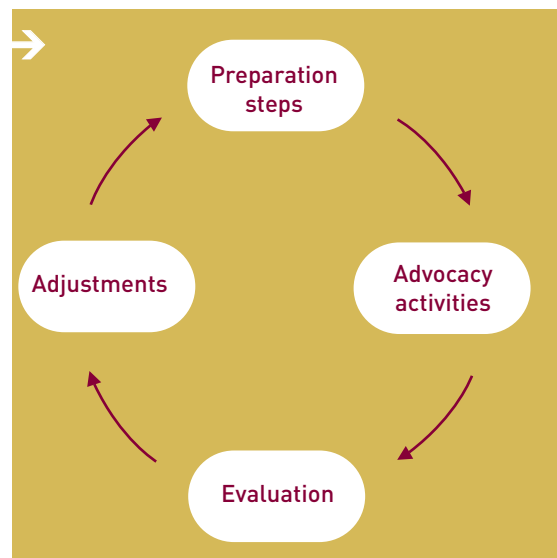 Preparation
steps
Advocacy
activities
Evaluation
Adjustments